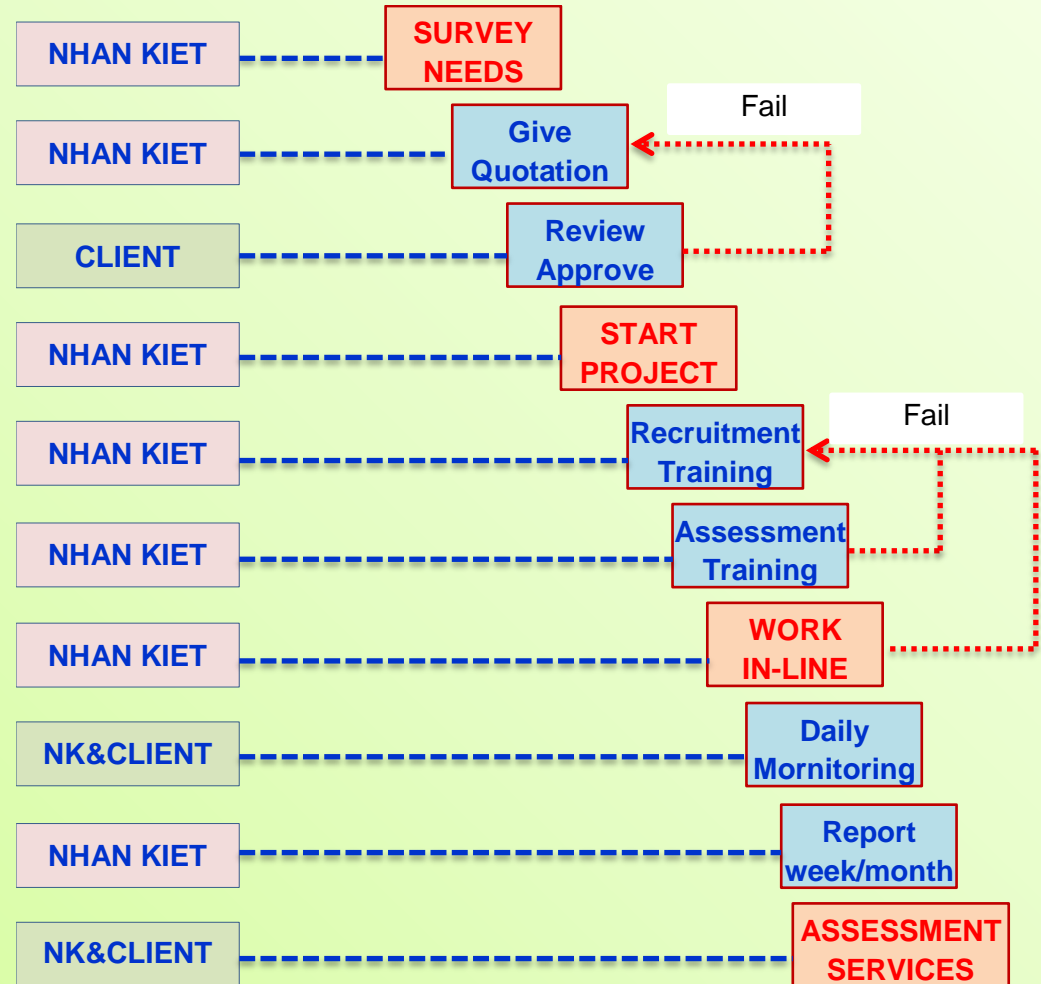 NHAN KIET
SURVEY
NEEDS
NHAN KIET
Give
Quotation
Fail
CLIENT
Review
Approve
NHAN KIET
START
PROJECT
NHAN KIET
Recruitment
Training
Fail
NHAN KIET
Assessment
Training
NHAN KIET
WORK
IN-LINE
NK&CLIENT
Daily
Mornitoring
NHAN KIET
Report
week/month
NK&CLIENT
ASSESSMENT
SERVICES